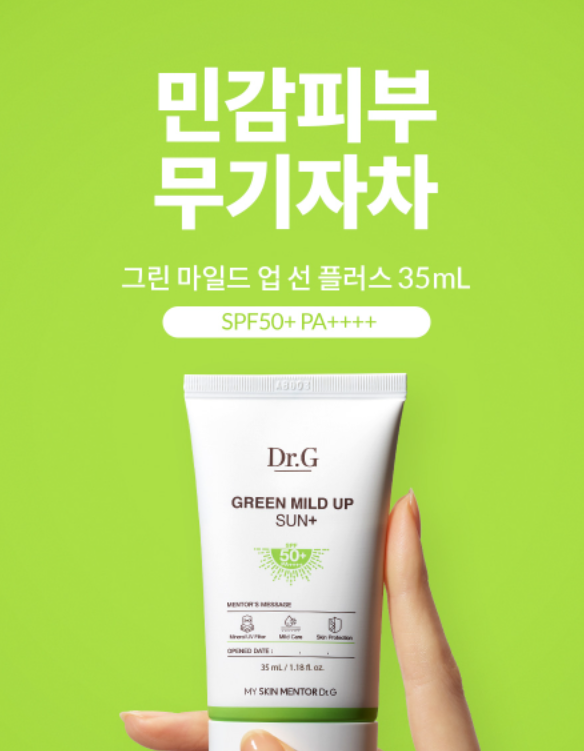 민감피부
무기자차
그린 마일드 업 선 플러스 35mL
SPF50+ PA++++
Dr.G
GREEN MILD UP
SUN+
SPF
50+
MENTOR'S MESSAGE
Mineral UV Filter Mild Care Skin Protection
OPENED DATE : . .
35 mL / 1.18 fl. oz.
MY SKIN MENTOR Dr.G